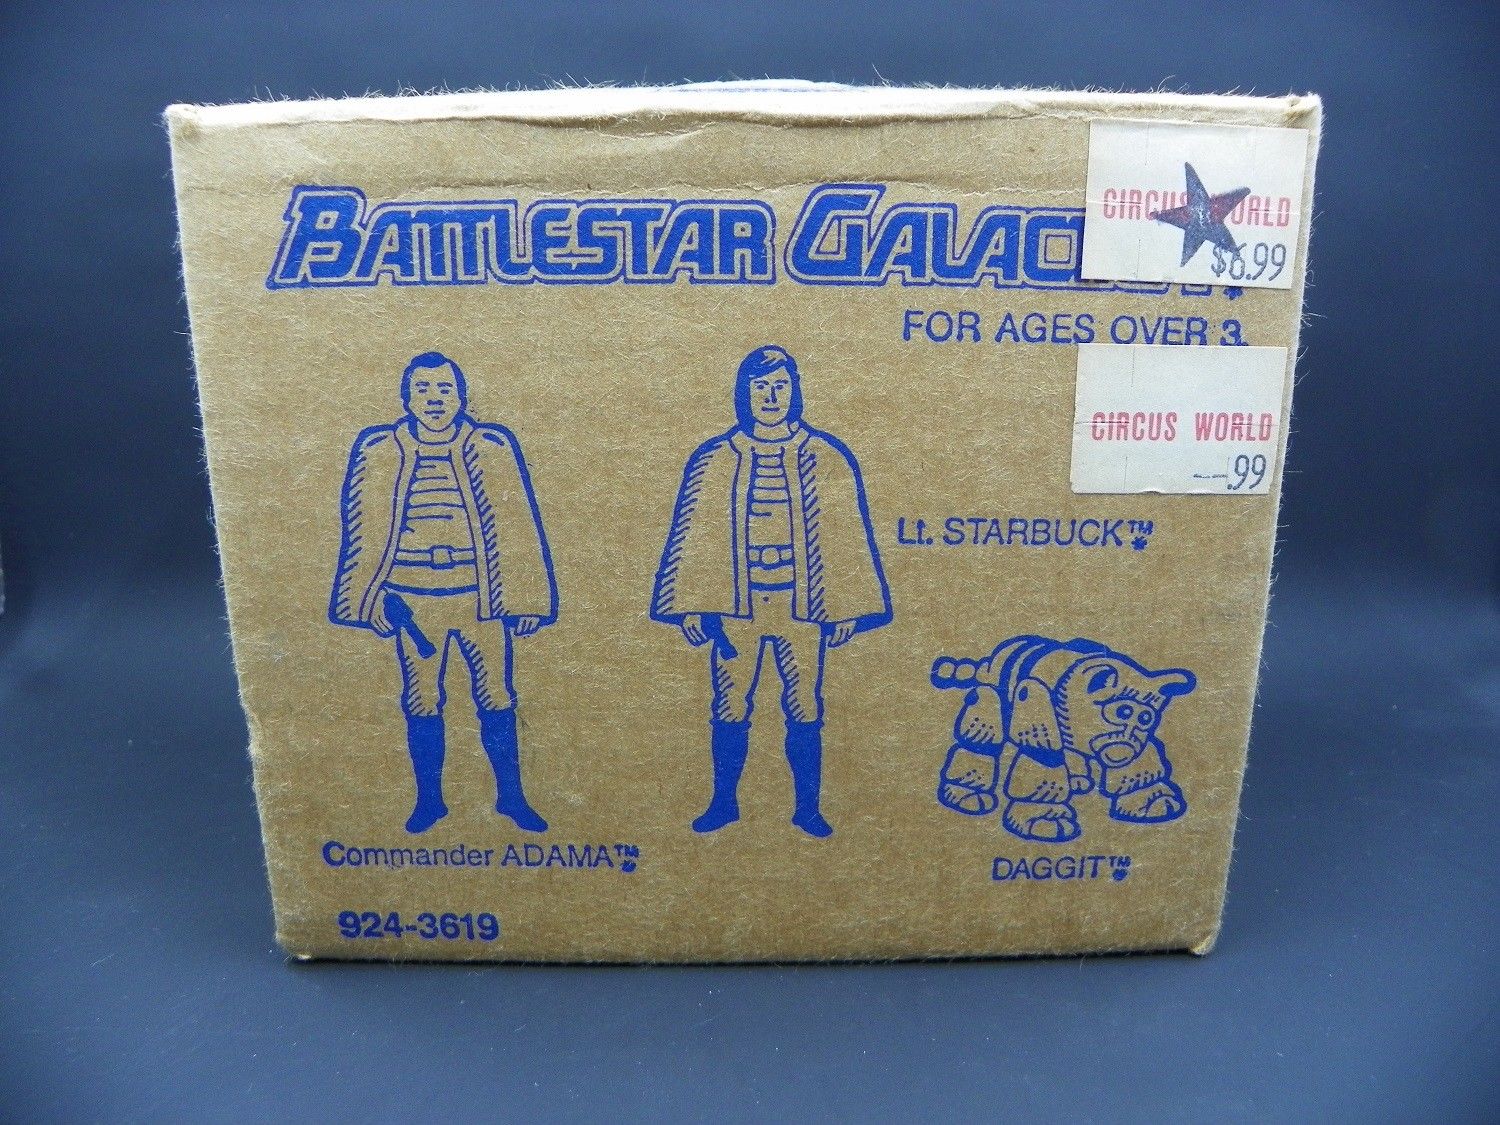 BATTLESTAR
CIRCUS WORLD
$6.99
FOR AGES OVER 3.
CIRCUS WORLD
.99
Lt. STARBUCK™*
Commander ADAMA™*
DAGGIT™*
924-3619